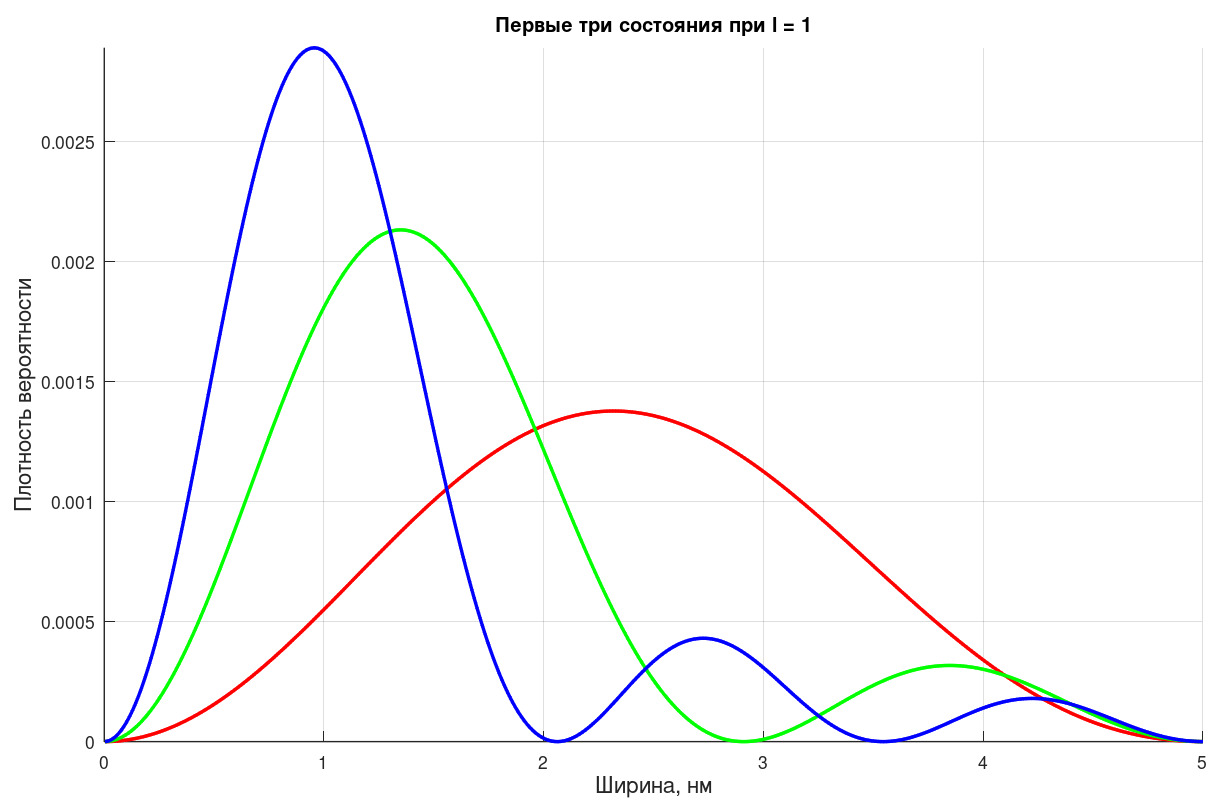 Первые три состояния при l = 1
Плотность вероятности
0.0025
0.002
0.0015
0.001
0.0005
0
0 1 2 3 4 5
Ширина, нм